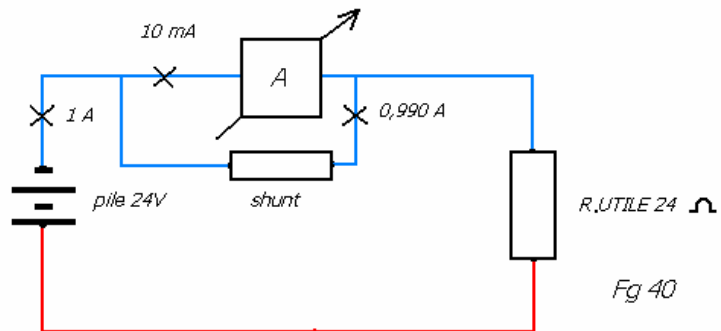 10 mA
A
1 A
0,990 A
pile 24V
shunt
R.UTILE 24 Ω
Fg 40